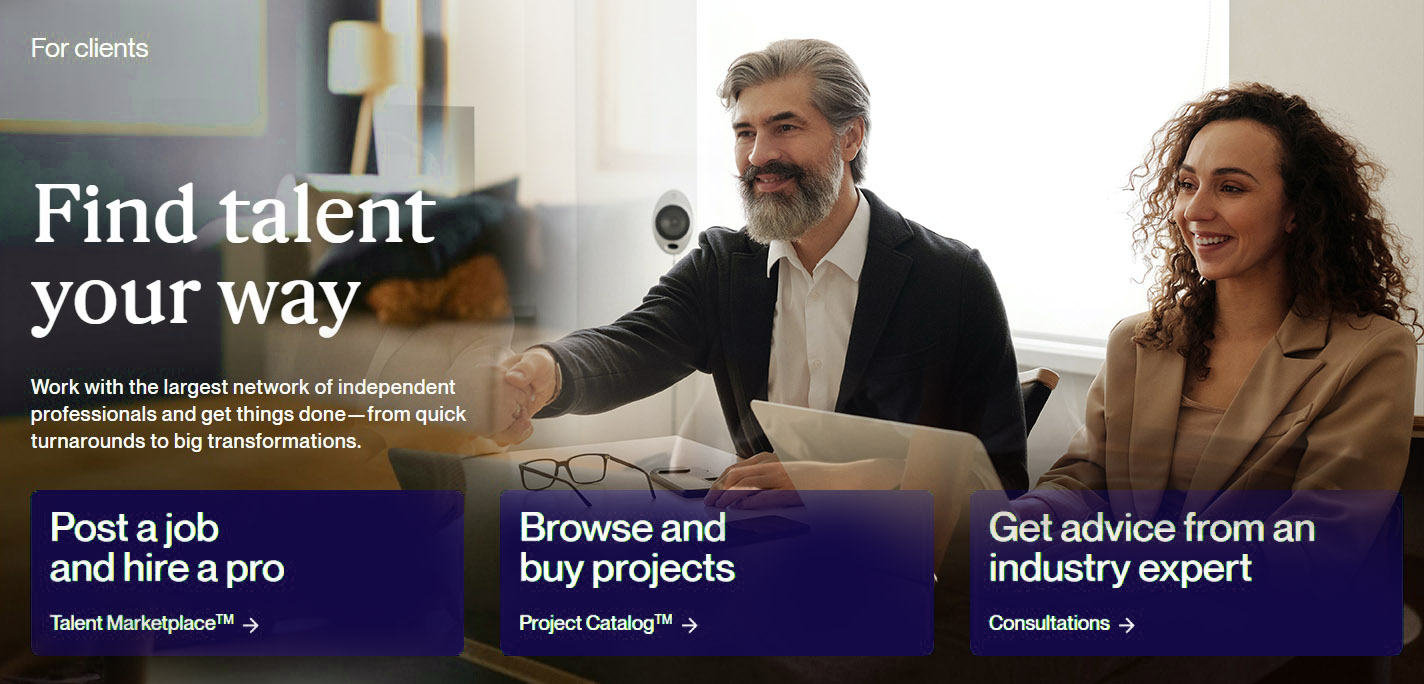 For clients
Find talent
your way
Work with the largest network of independent
professionals and get things done—from quick
turnarounds to big transformations.
Post a job
and hire a pro
Talent Marketplace™ →
Browse and
buy projects
Project Catalog™ →
Get advice from an
industry expert
Consultations →